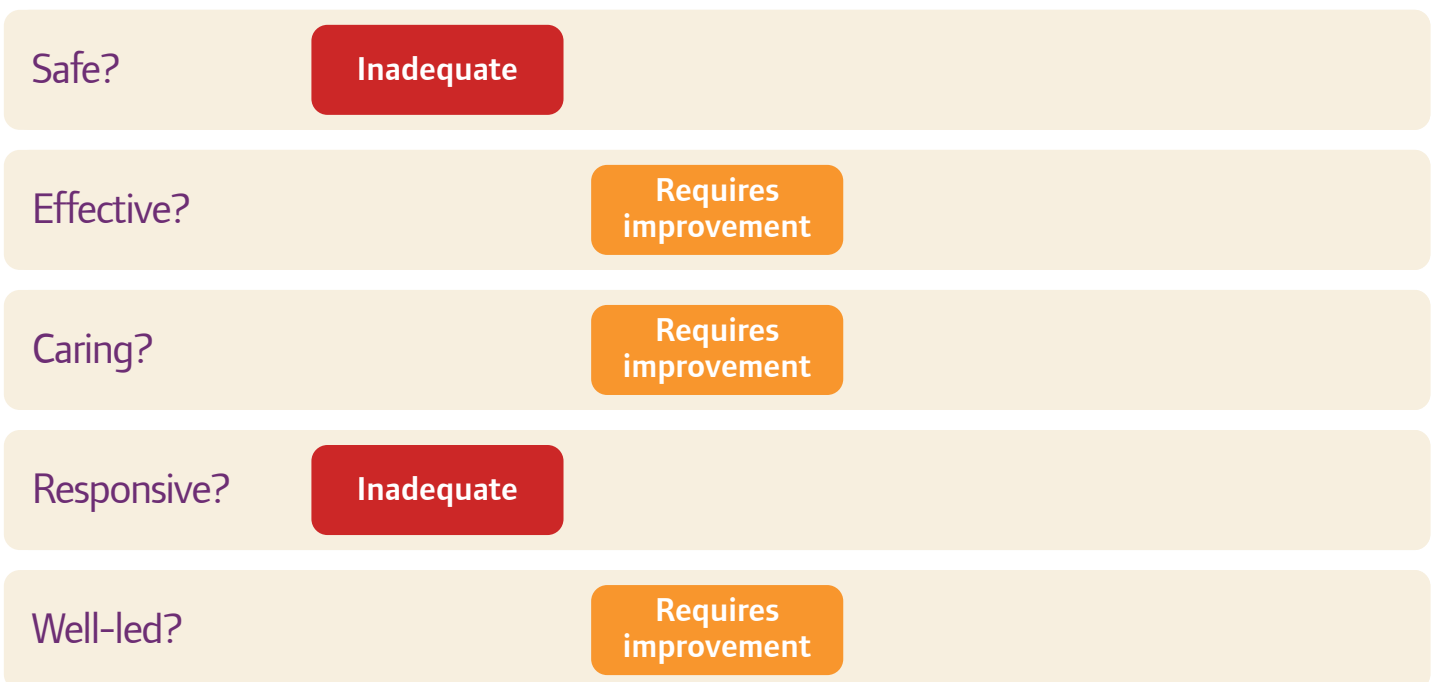 Safe?
Inadequate
Effective?
Requires
improvement
Caring?
Requires
improvement
Responsive?
Inadequate
Well-led?
Requires
improvement